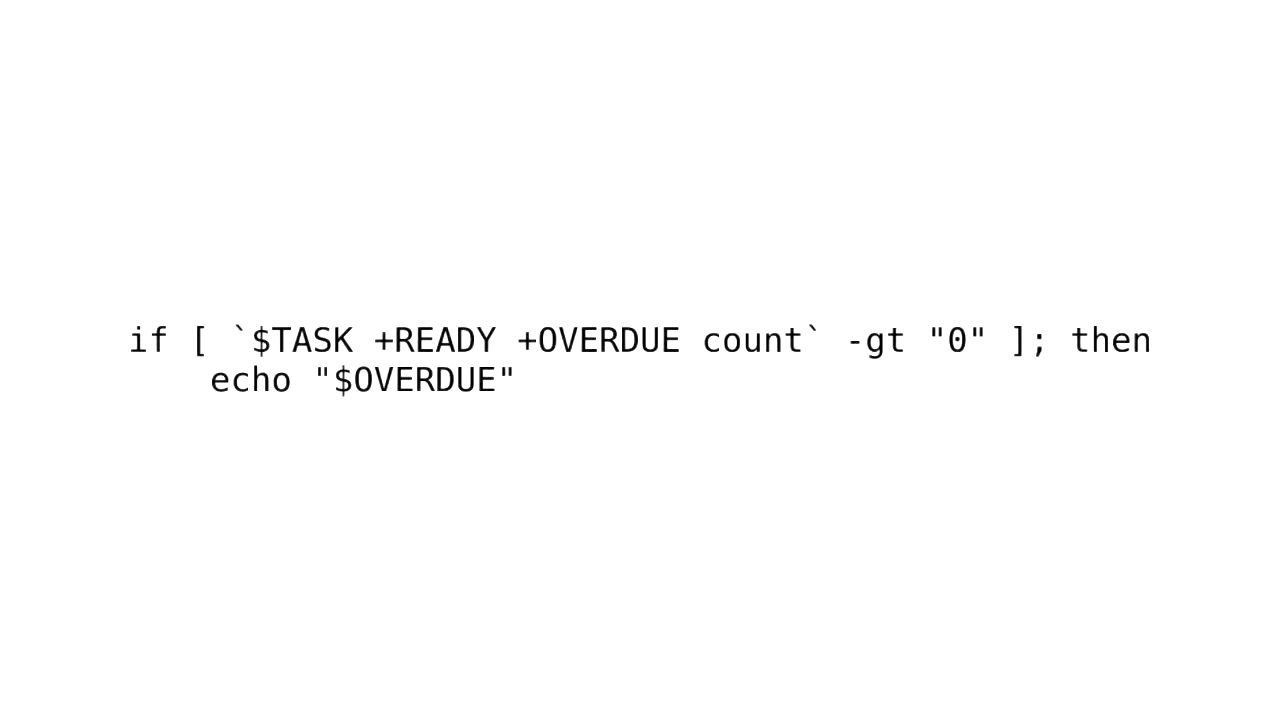 if [ `$TASK +READY +OVERDUE count` -gt "0" ]; then
    echo "$OVERDUE"